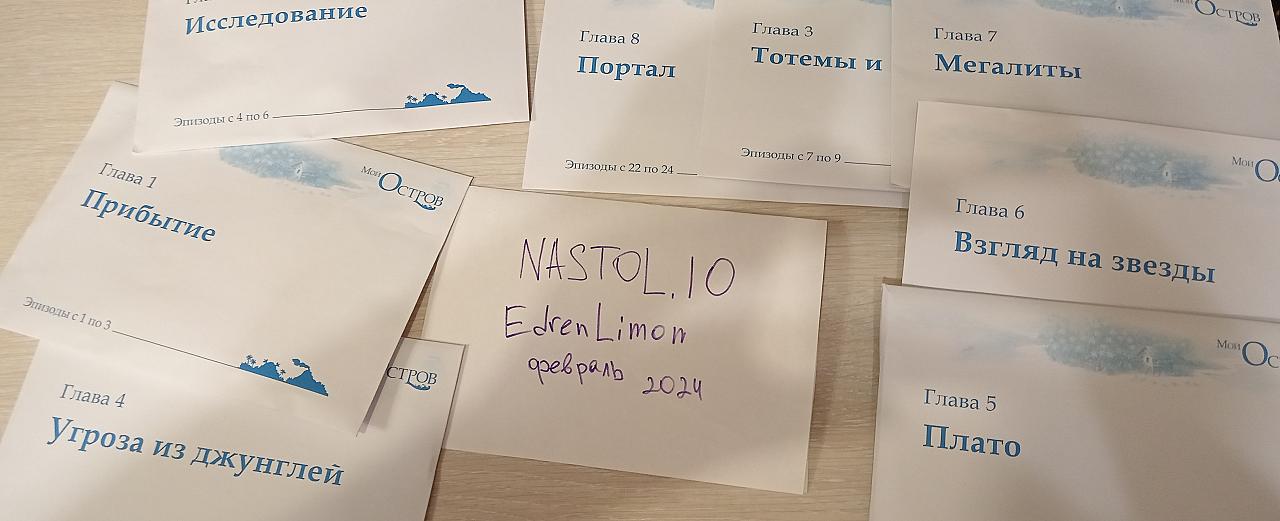 Исследование
Эпизоды с 4 по 6
Глава 8
Портал
Эпизоды с 22 по 24
Глава 3
Тотемы и
Эпизоды с 7 по 9
Мой Остров
Глава 7
Мегалиты
Глава 1
Мой Остров
Прибытие
Эпизоды с 1 по 3
Мой
Глава 6
Взгляд на звезды
NASTOL.IO
EdrenLimon
февраль 2024
Остров
Глава 4
Угроза из джунглей
Мой Ос
Глава 5
Плато